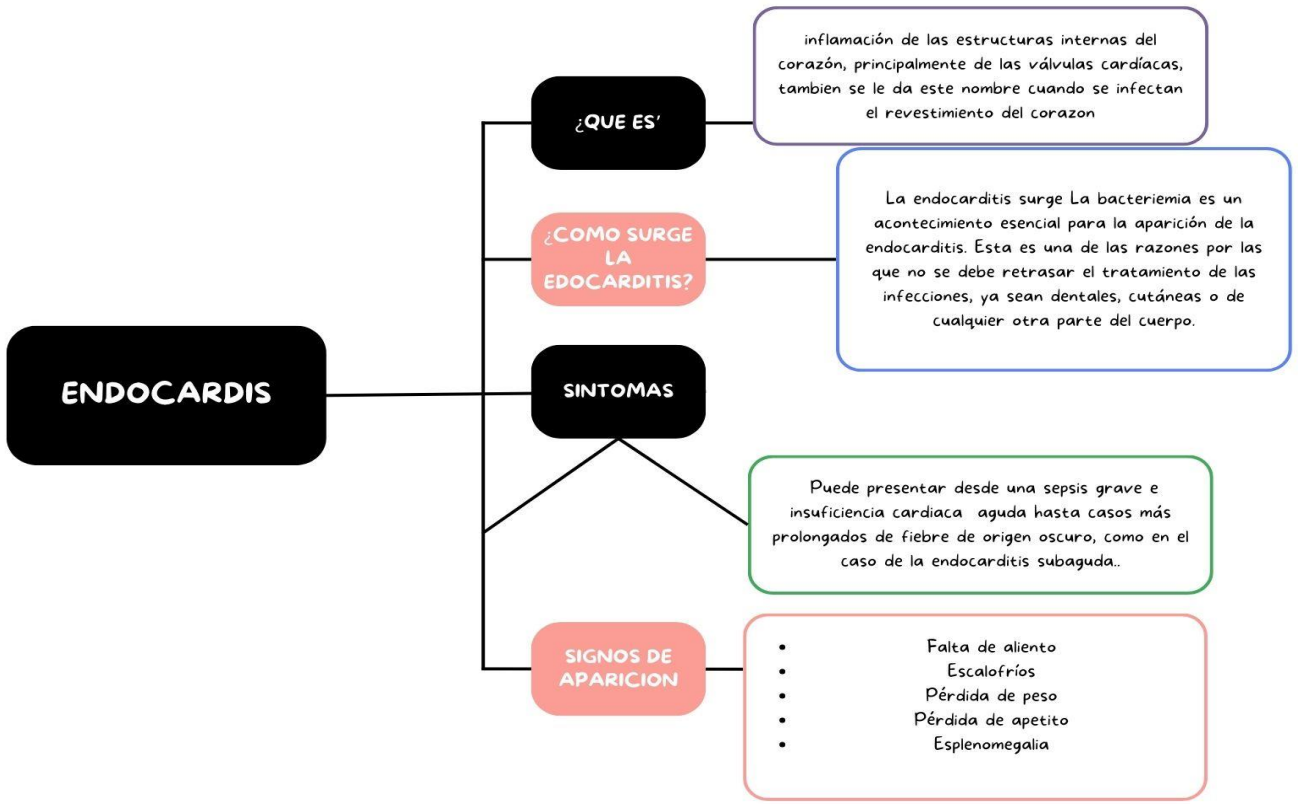 ENDOCARDIS
¿QUE ES'
inflamación de las estructuras internas del
corazón, principalmente de las válvulas cardíacas,
tambien se le da este nombre cuando se infectan
el revestimiento del corazon
¿COMO SURGE
LA
EDOCARDITIS?
La endocarditis surge La bacteriemia es un
acontecimiento esencial para la aparición de la
endocarditis. Esta es una de las razones por las
que no se debe retrasar el tratamiento de las
infecciones, ya sean dentales, cutáneas o de
cualquier otra parte del cuerpo.
SINTOMAS
Puede presentar desde una sepsis grave e
insuficiencia cardiaca aguda hasta casos más
prolongados de fiebre de origen oscuro, como en el
caso de la endocarditis subaguda..
SIGNOS DE
APARICION
• Falta de aliento
• Escalofríos
• Pérdida de peso
• Pérdida de apetito
• Esplenomegalia